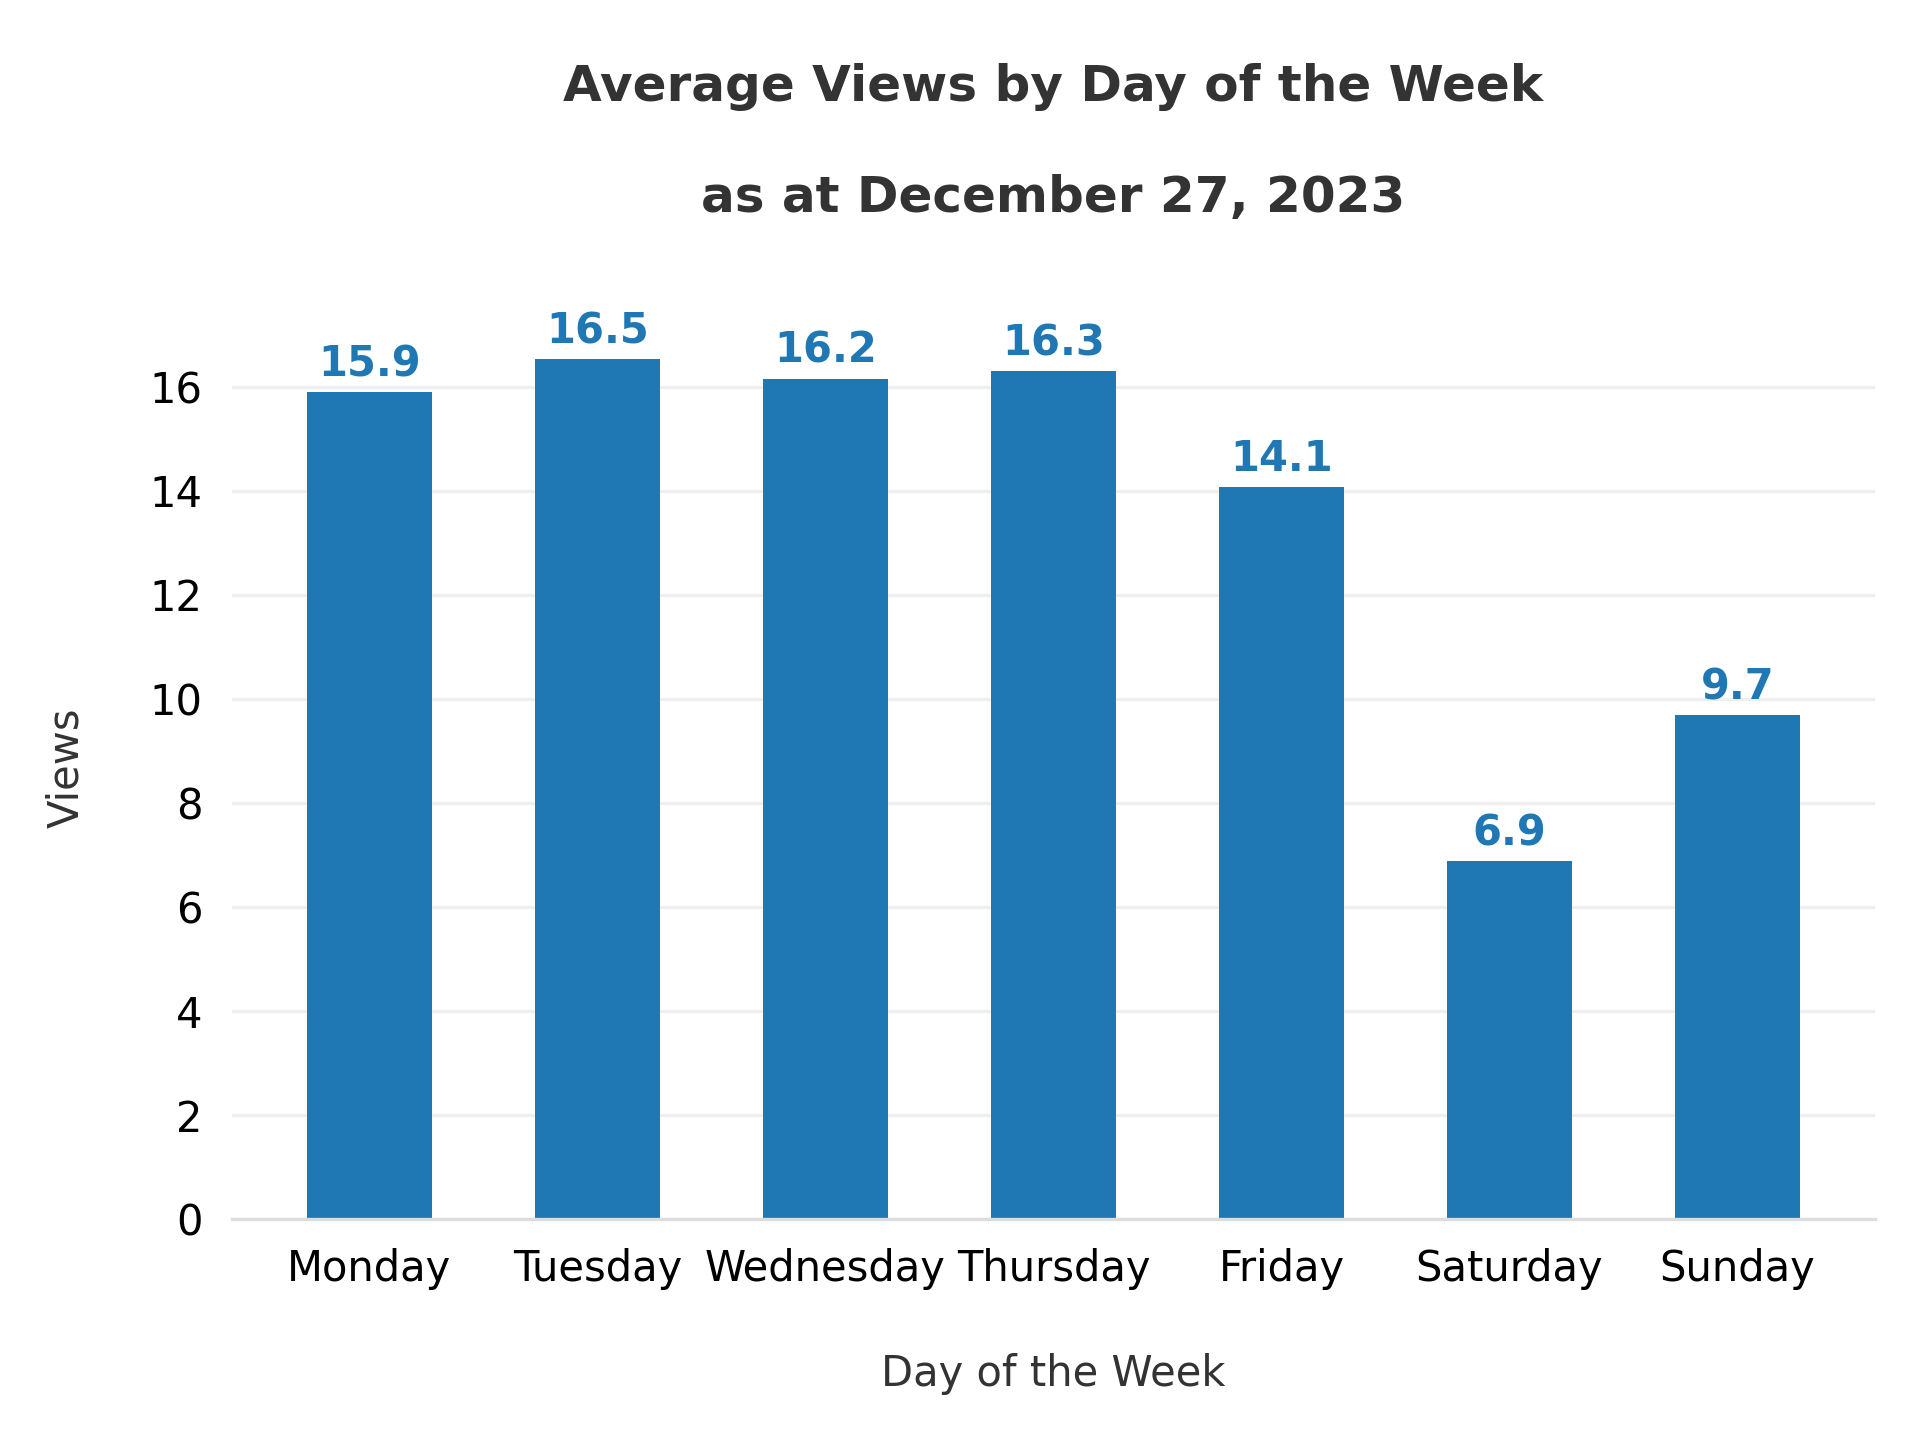 Average Views by Day of the Week
as at December 27, 2023
15.9
16.5
16.2
16.3
14.1
6.9
9.7
16
14
12
10
8
6
4
2
0
Views
Monday
Tuesday
Wednesday
Thursday
Friday
Saturday
Sunday
Day of the Week